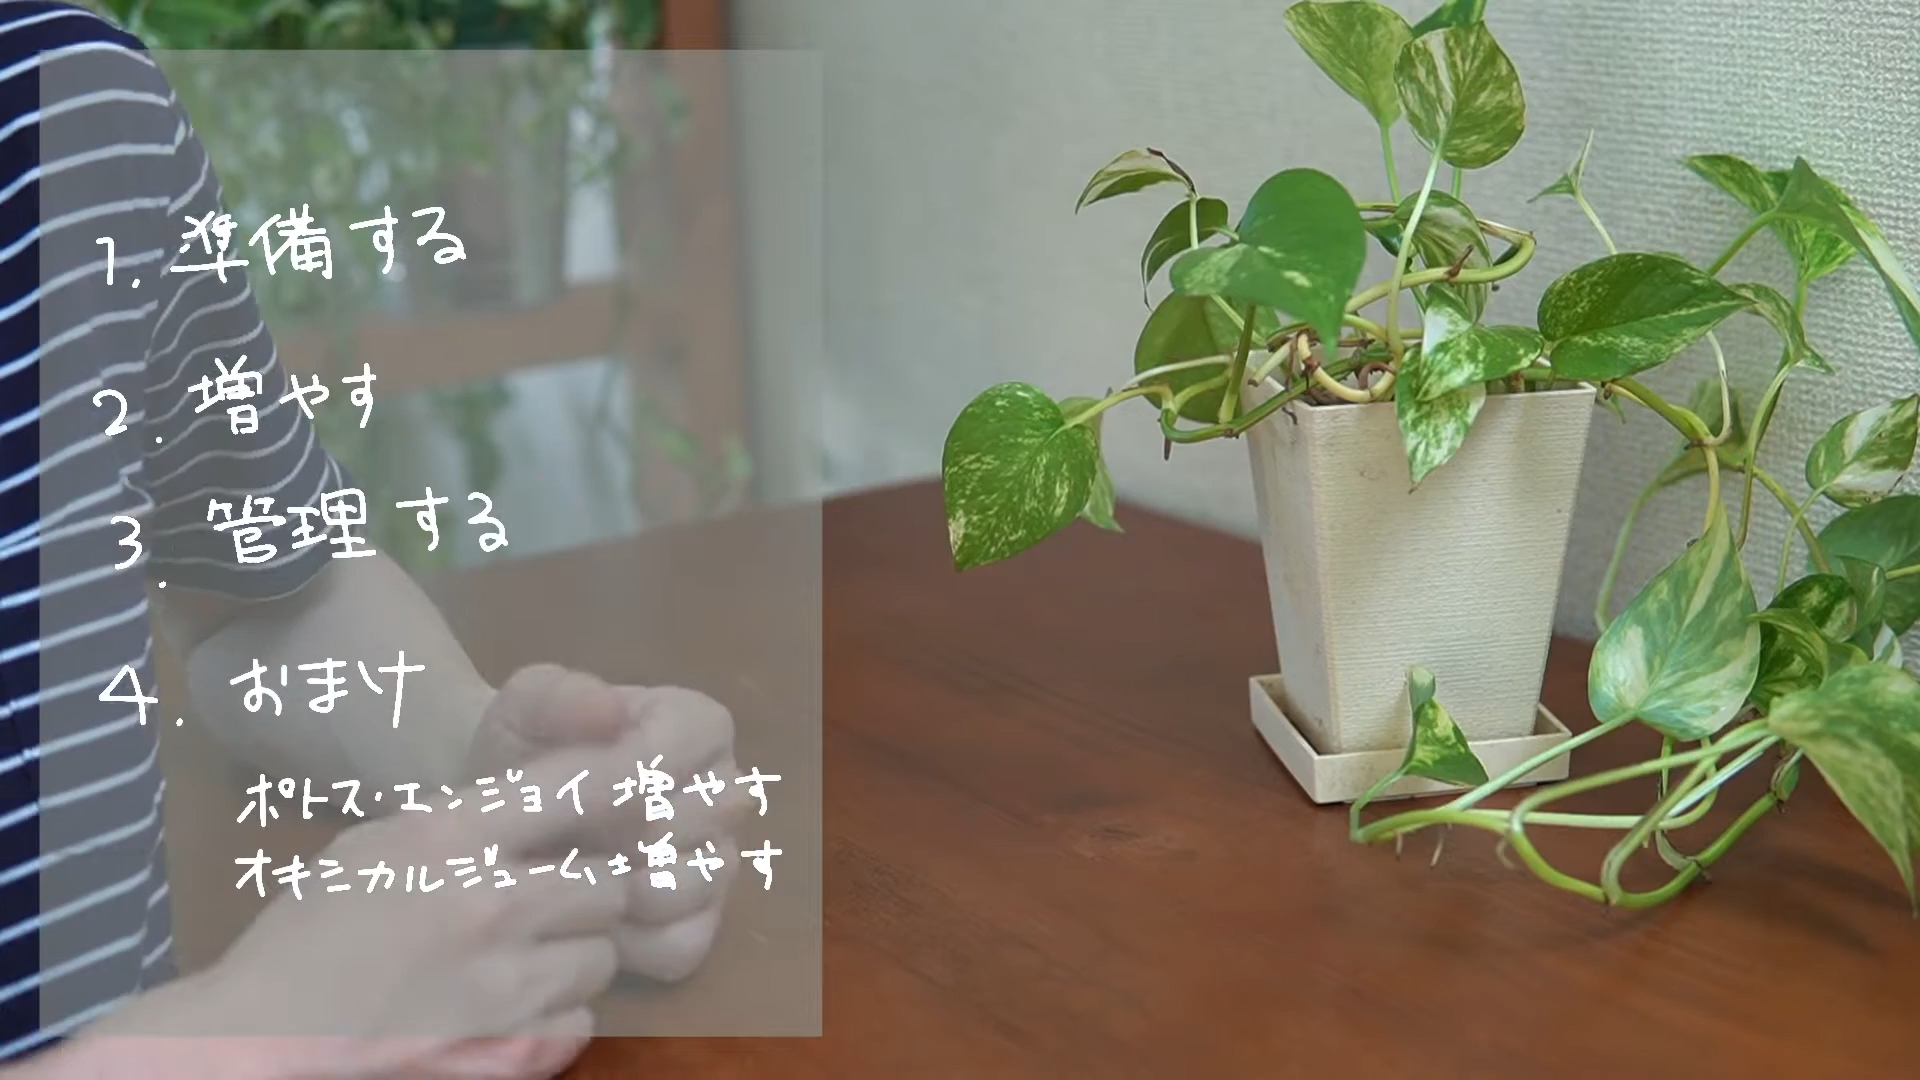 1. 準備する
2. 増やす
3. 管理する
4. おまけ
ポトス・エンジョイ増やす
オキシカルジューム増やす